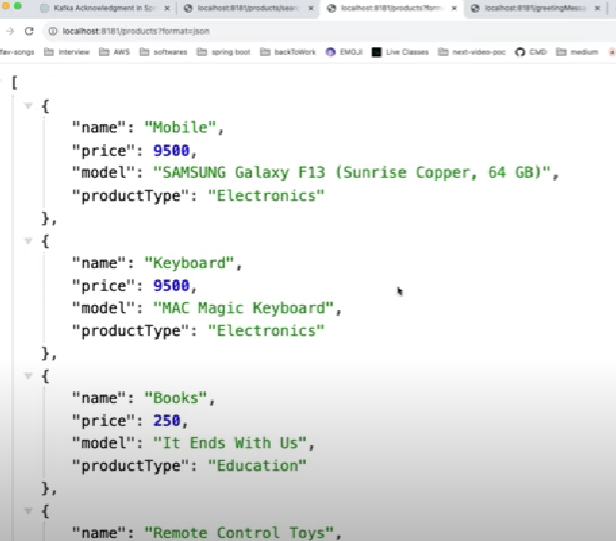 Kafka Acknowledgment in Sp
localhost:8181/products/sear
localhost:8181/products?form
localhost:8181/greetingMessa
localhost:8181/products?format=json
fav-songs interview AWS softwares spring boot backToWork EMOJI Live Classes next-video-poc CMD medium
[
{
"name": "Mobile",
"price": 9500,
"model": "SAMSUNG Galaxy F13 (Sunrise Copper, 64 GB)",
"productType": "Electronics"
},
{
"name": "Keyboard",
"price": 9500,
"model": "MAC Magic Keyboard",
"productType": "Electronics"
},
{
"name": "Books",
"price": 250,
"model": "It Ends With Us",
"productType": "Education"
},
{
"name": "Remote Control Toys",